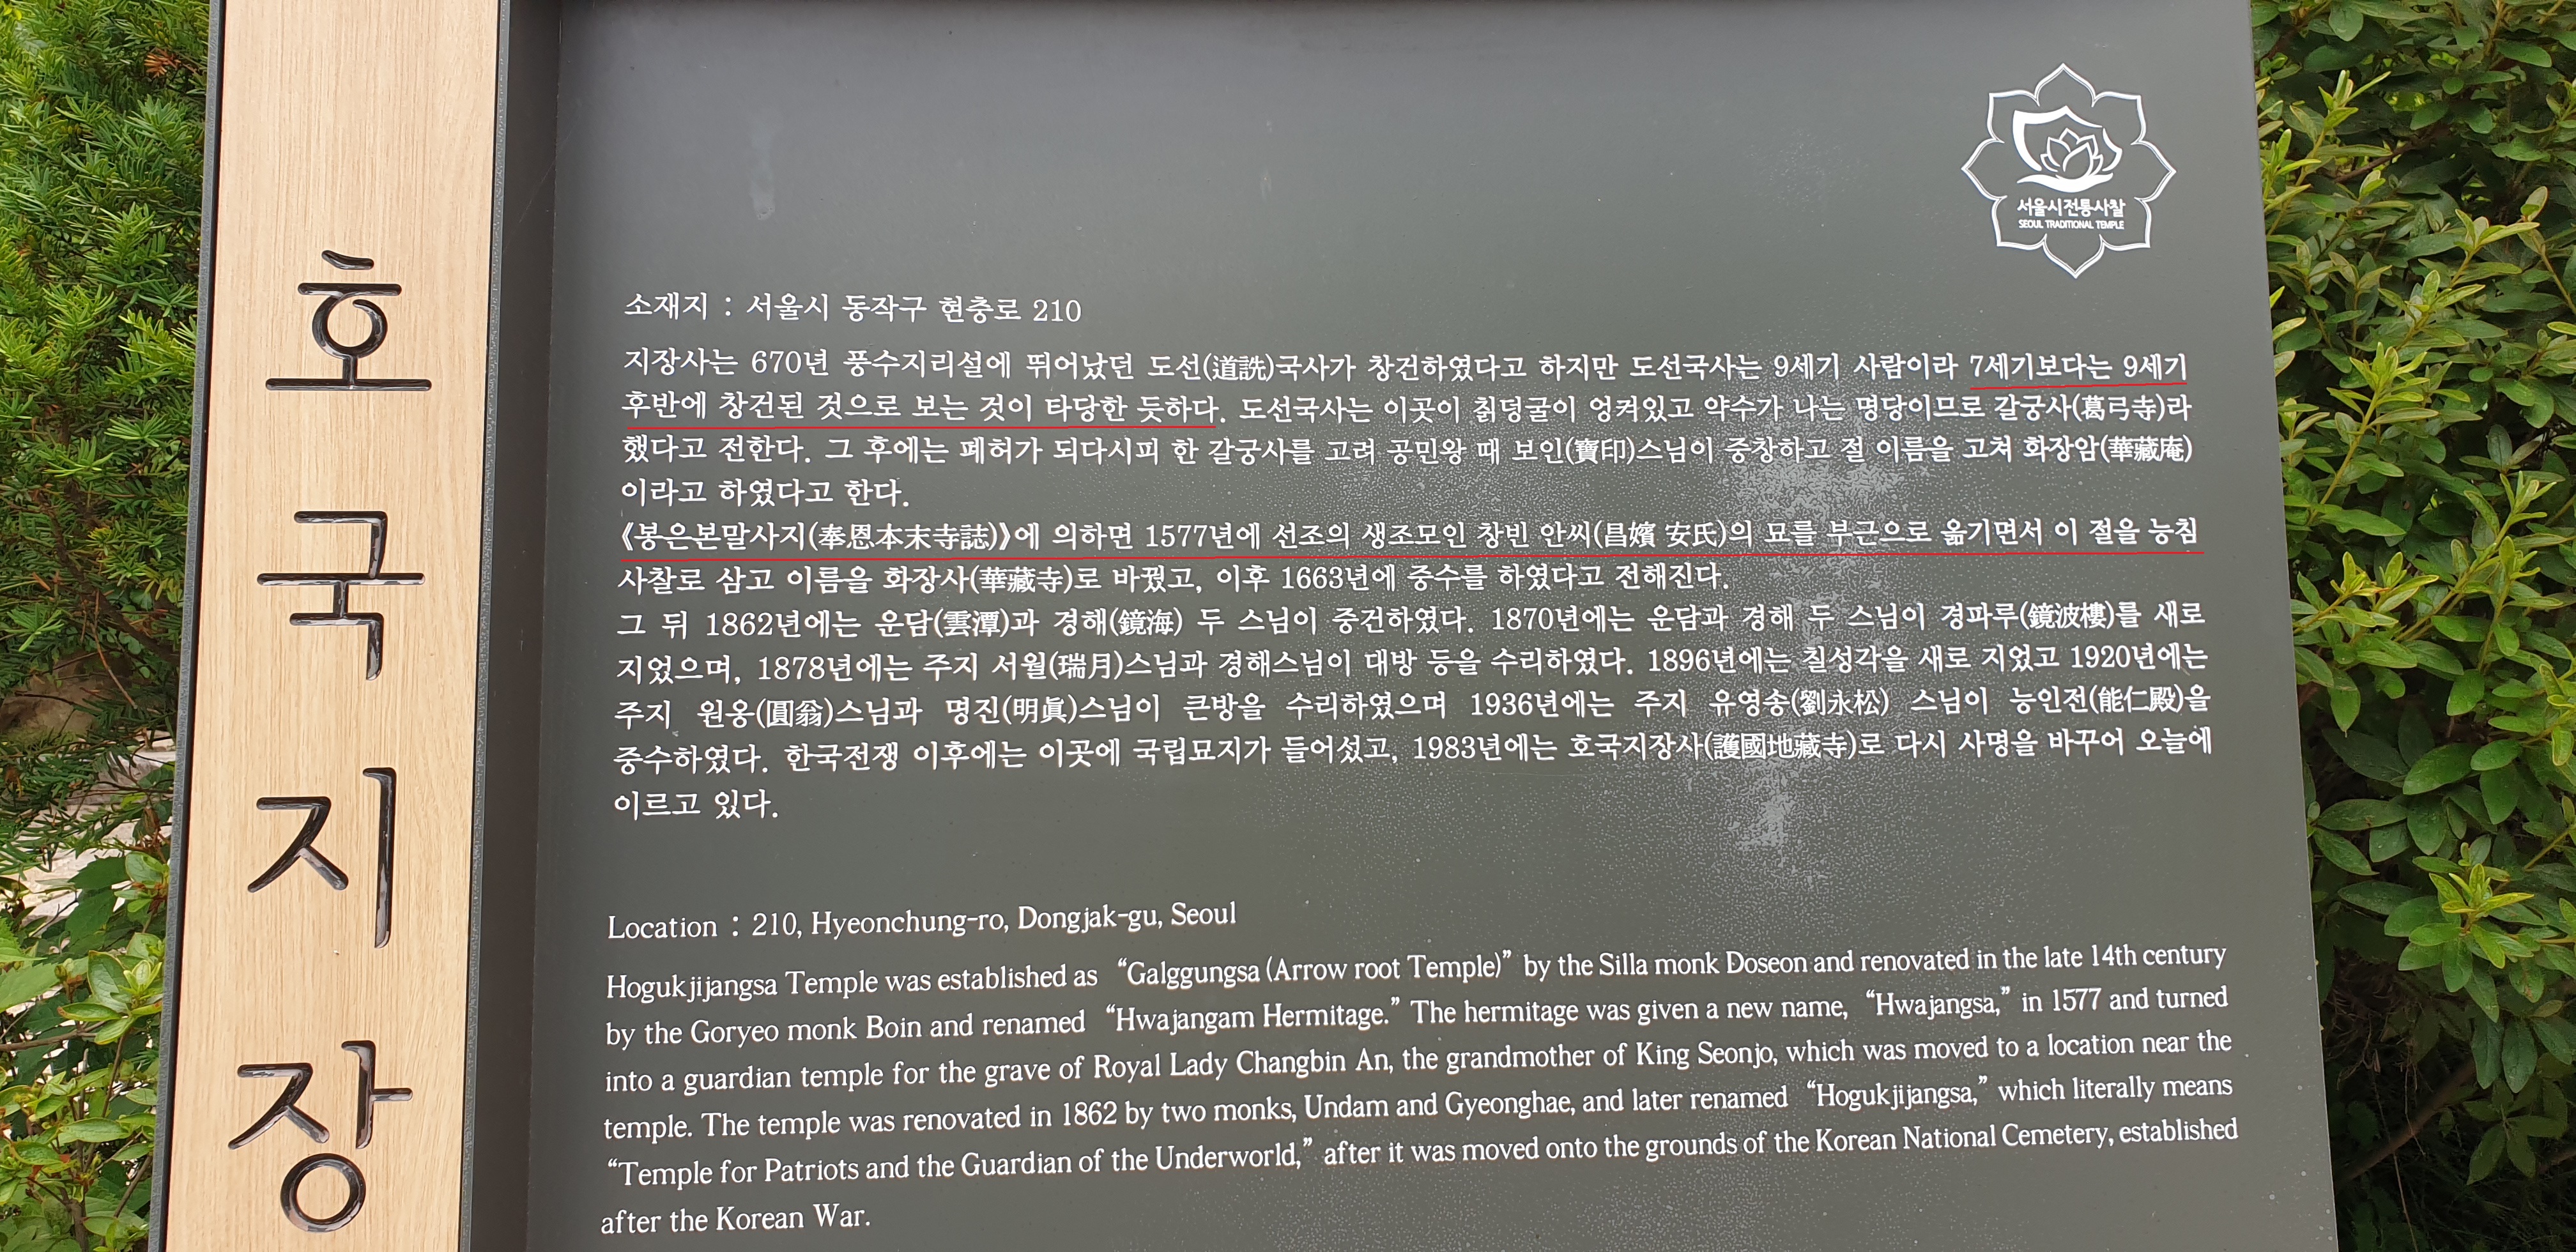 호
국
지
장
서울시전통사찰
SEOUL TRADITIONAL TEMPLE
소재지 : 서울시 동작구 현충로 210
지장사는 670년 풍수지리설에 뛰어났던 도선(道詵)국사가 창건하였다고 하지만 도선국사는 9세기 사람이라 7세기보다는 9세기
후반에 창건된 것으로 보는 것이 타당한 듯하다. 도선국사는 이곳이 칡덩굴이 엉켜있고 약수가 나는 명당이므로 갈궁사(葛弓寺)라
했다고 전한다. 그 후에는 폐허가 되다시피 한 갈궁사를 고려 공민왕 때 보인(寶印)스님이 중창하고 절 이름을 고쳐 화장암(華藏庵)
이라고 하였다고 한다.
《봉은본말사지(奉恩本末寺誌)》에 의하면 1577년에 선조의 생조모인 창빈 안씨(昌嬪 安氏)의 묘를 부근으로 옮기면서 이 절을 능침
사찰로 삼고 이름을 화장사(華藏寺)로 바꿨고, 이후 1663년에 중수를 하였다고 전해진다.
그 뒤 1862년에는 운담(雲潭)과 경해(鏡海) 두 스님이 중건하였다. 1870년에는 운담과 경해 두 스님이 경파루(鏡波樓)를 새로
지었으며, 1878년에는 주지 서월(瑞月)스님과 경해스님이 대방 등을 수리하였다. 1896년에는 칠성각을 새로 지었고 1920년에는
주지 원옹(圓翁)스님과 명진(明眞)스님이 큰방을 수리하였으며 1936년에는 주지 유영송(劉永松) 스님이 능인전(能仁殿)을
중수하였다. 한국전쟁 이후에는 이곳에 국립묘지가 들어섰고, 1983년에는 호국지장사(護國地藏寺)로 다시 사명을 바꾸어 오늘에
이르고 있다.
Location : 210, Hyeonchung-ro, Dongjak-gu, Seoul
Hogukjijangsa Temple was established as “Galggungsa (Arrow root Temple)” by the Silla monk Doseon and renovated in the late 14th century
by the Goryeo monk Boin and renamed “Hwajangam Hermitage.” The hermitage was given a new name, “Hwajangsa,” in 1577 and turned
into a guardian temple for the grave of Royal Lady Changbin An, the grandmother of King Seonjo, which was moved to a location near the
temple. The temple was renovated in 1862 by two monks, Undam and Gyeonghae, and later renamed “Hogukjijangsa,” which literally means
“Temple for Patriots and the Guardian of the Underworld,” after it was moved onto the grounds of the Korean National Cemetery, established
after the Korean War.